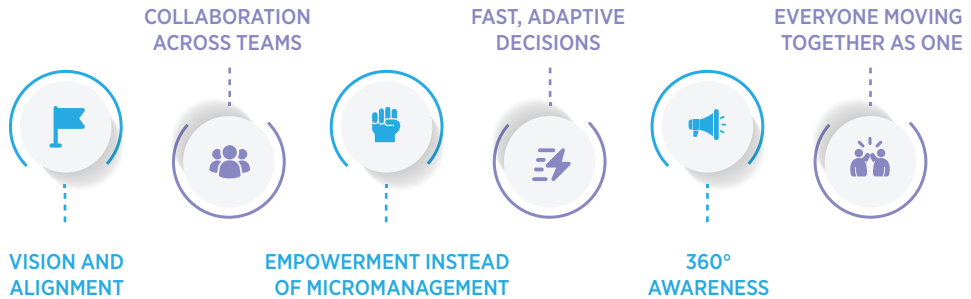 COLLABORATION
ACROSS TEAMS
FAST, ADAPTIVE
DECISIONS
EVERYONE MOVING
TOGETHER AS ONE
VISION AND
ALIGNMENT
EMPOWERMENT INSTEAD
OF MICROMANAGEMENT
360°
AWARENESS